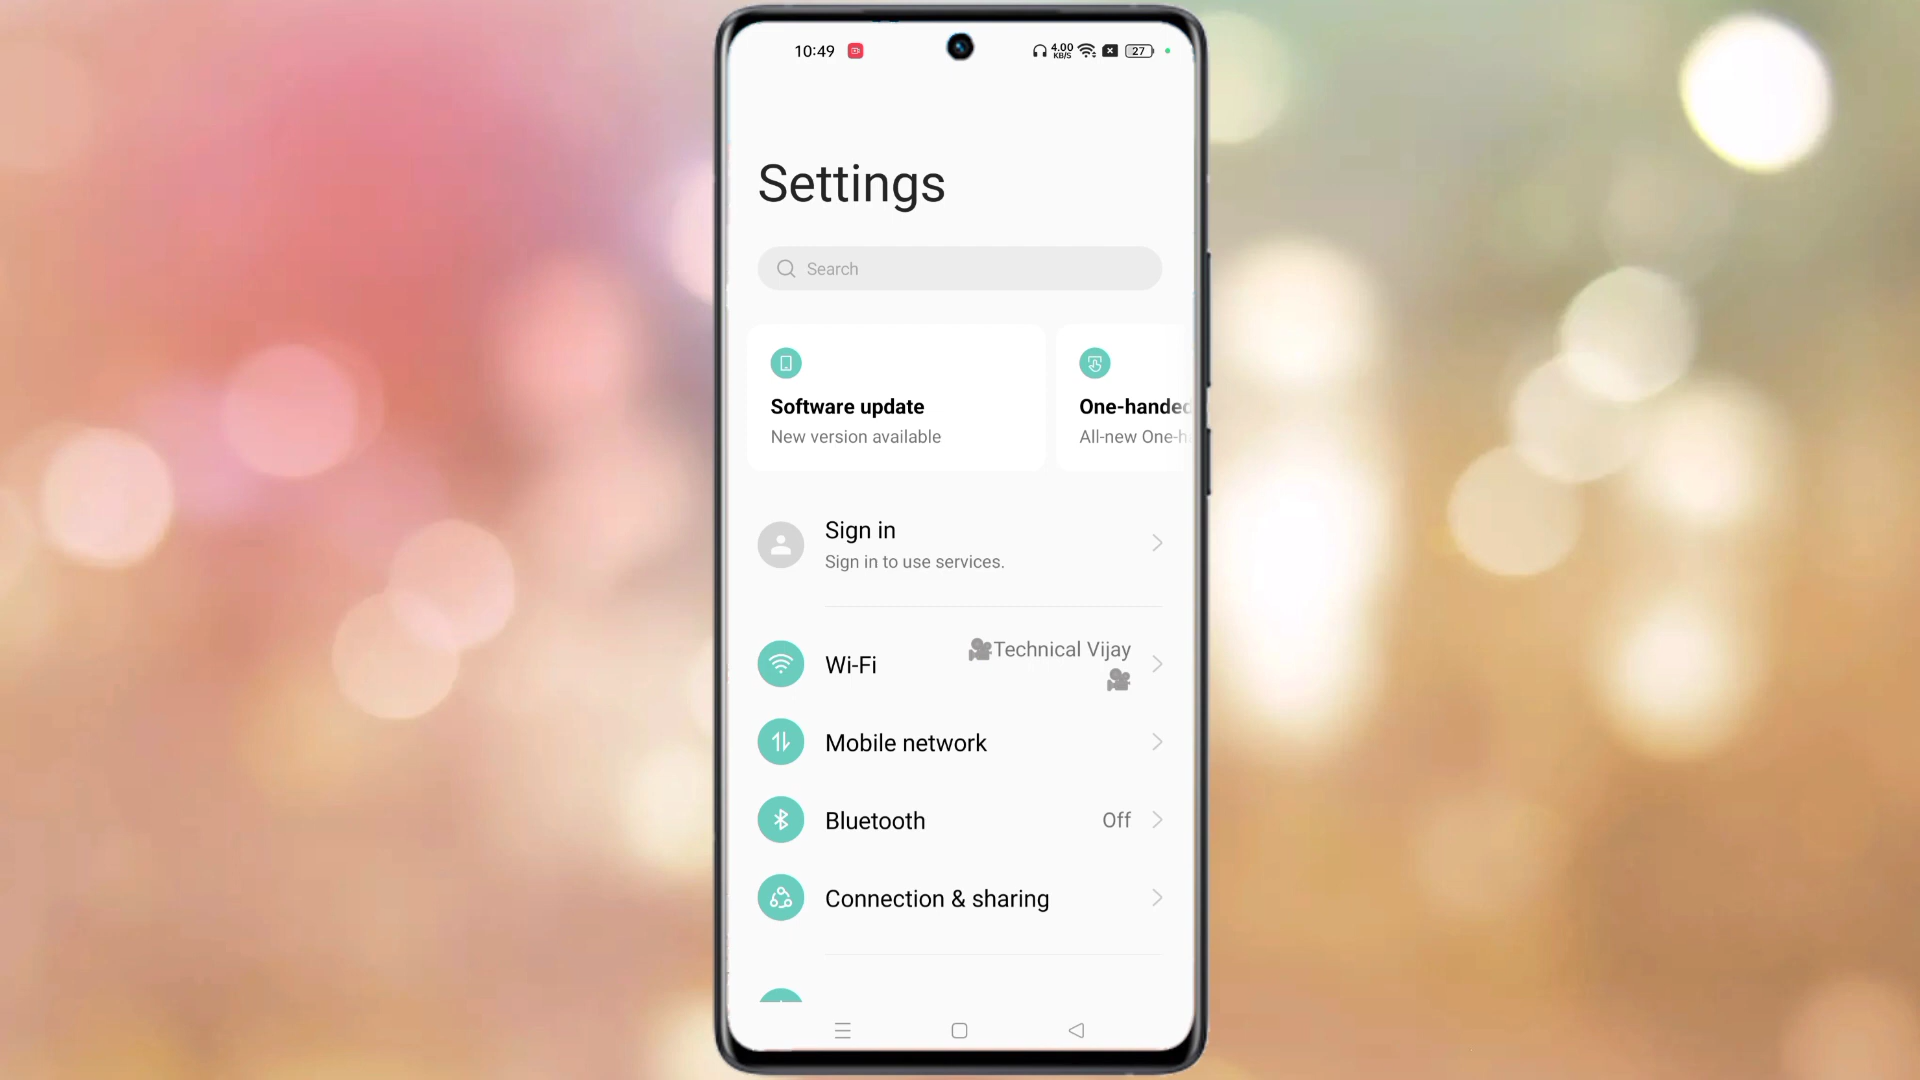 10:49
4.00
KB/S
27
Settings
Search
Software update
New version available
One-handed
All-new One-h
Sign in
Sign in to use services.
Wi-Fi
🎥Technical Vijay
🎥
Mobile network
Bluetooth
Off
Connection & sharing